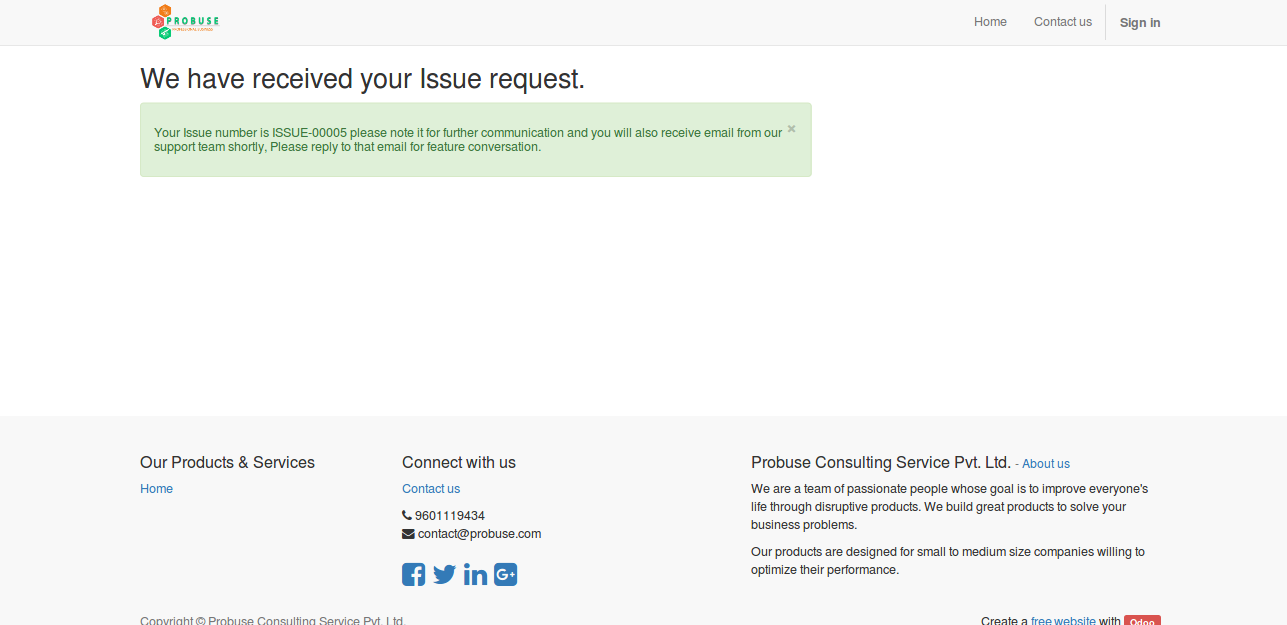 PROBUSE
Home
Contact us
Sign in
We have received your Issue request.
Your Issue number is ISSUE-00005 please note it for further communication and you will also receive email from our ×
support team shortly, Please reply to that email for feature conversation.
Our Products & Services
Home
Connect with us
Contact us
9601119434
contact@probuse.com
Probuse Consulting Service Pvt. Ltd. - About us
We are a team of passionate people whose goal is to improve everyone's
life through disruptive products. We build great products to solve your
business problems.
Our products are designed for small to medium size companies willing to
optimize their performance.
Copyright © Probuse Consulting Service Pvt. Ltd.
Create a free website with Odoo